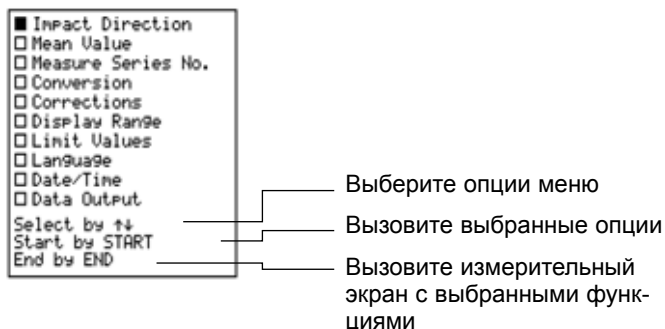 ■ Impact Direction
□ Mean Value
□ Measure Series No.
□ Conversion
□ Corrections
□ Display Range
□ Limit Values
□ Language
□ Date/Time
□ Data Output
Select by ↑↓
Start by START
End by END
Выберите опции меню
Вызовите выбранные опции
Вызовите измерительный
экран с выбранными функ-
циями